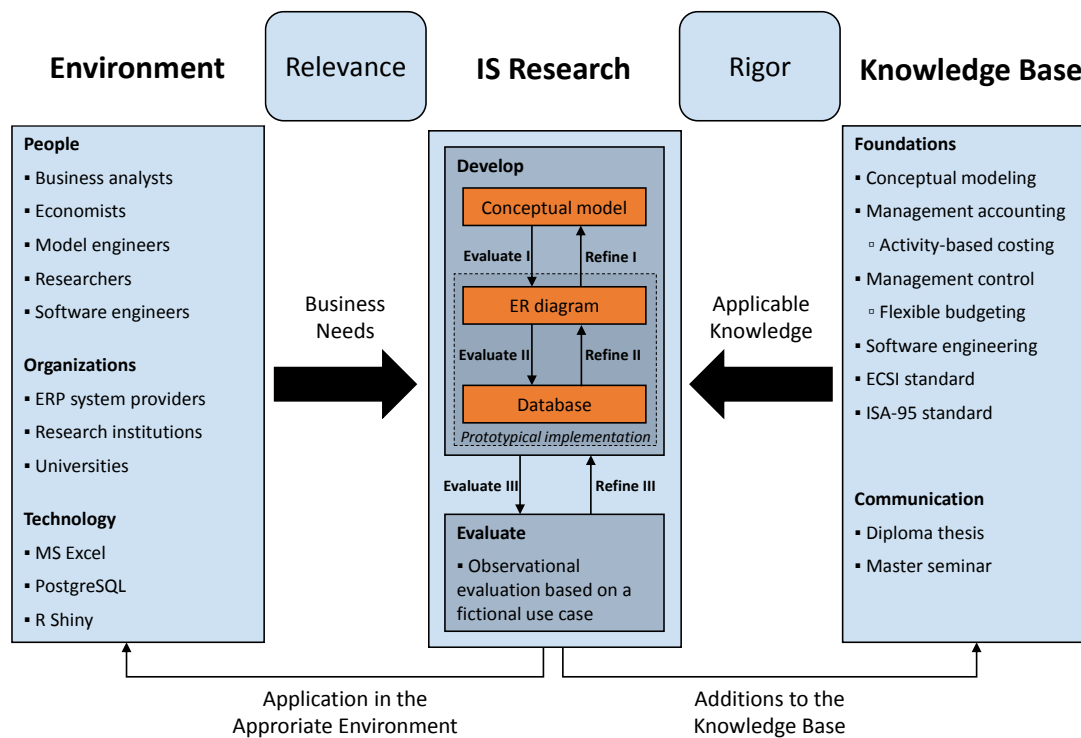 Environment
Relevance
IS Research
Rigor
Knowledge Base
People
▪ Business analysts
▪ Economists
▪ Model engineers
▪ Researchers
▪ Software engineers
Organizations
▪ ERP system providers
▪ Research institutions
▪ Universities
Technology
▪ MS Excel
▪ PostgreSQL
▪ R Shiny
Business
Needs
Develop
Conceptual model
Evaluate I
Refine I
ER diagram
Evaluate II
Refine II
Database
Prototypical implementation
Evaluate III
Refine III
Evaluate
▪ Observational
evaluation based on a
fictional use case
Applicable
Knowledge
Foundations
▪ Conceptual modeling
▪ Management accounting
▫ Activity-based costing
▪ Management control
▫ Flexible budgeting
▪ Software engineering
▪ ECSI standard
▪ ISA-95 standard
Communication
▪ Diploma thesis
▪ Master seminar
Application in the
Approriate Environment
Additions to the
Knowledge Base